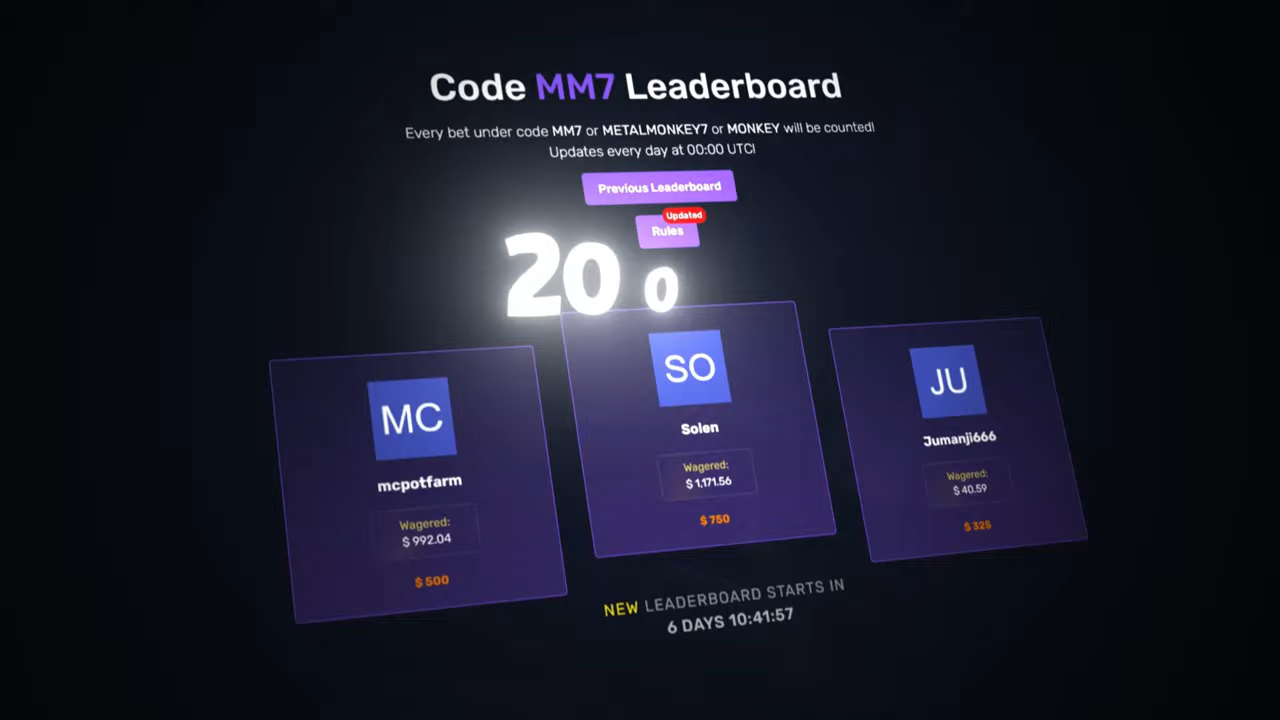 Code MM7 Leaderboard
Every bet under code MM7 or METALMONKEY7 or MONKEY will be counted!
Updates every day at 00:00 UTC!
Previous Leaderboard
Updated
Rules
20 0
MC
mcpotfarm
Wagered:
$ 992.04
$ 500
SO
Solen
Wagered:
$ 1,171.56
$ 750
JU
Jumanji666
Wagered:
$ 40.59
$ 325
NEW LEADERBOARD STARTS IN
6 DAYS 10:41:57